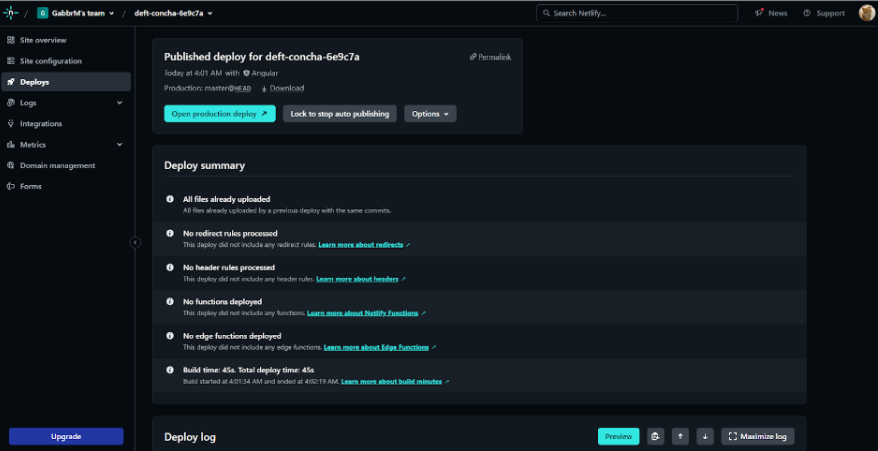 / G GabbrM's team / deft-concha-6e9c7a
Search Netlify...
News
Support
Site overview
Site configuration
Deploys
Logs
Integrations
Metrics
Domain management
Forms
Upgrade
Published deploy for deft-concha-6e9c7a
Permalink
Today at 4:01 AM with Angular
Production: master@HEAD Download
Open production deploy ↗
Lock to stop auto publishing
Options
Deploy summary
All files already uploaded
All files already uploaded by a previous deploy with the same commits.
No redirect rules processed
This deploy did not include any redirect rules. Learn more about redirects ↗
No header rules processed
This deploy did not include any header rules. Learn more about headers ↗
No functions deployed
This deploy did not include any functions. Learn more about Netlify Functions ↗
No edge functions deployed
This deploy did not include any edge functions. Learn more about Edge Functions ↗
Build time: 45s. Total deploy time: 45s
Build started at 4:01:34 AM and ended at 4:02:19 AM. Learn more about build minutes ↗
Deploy log
Preview
Maximize log